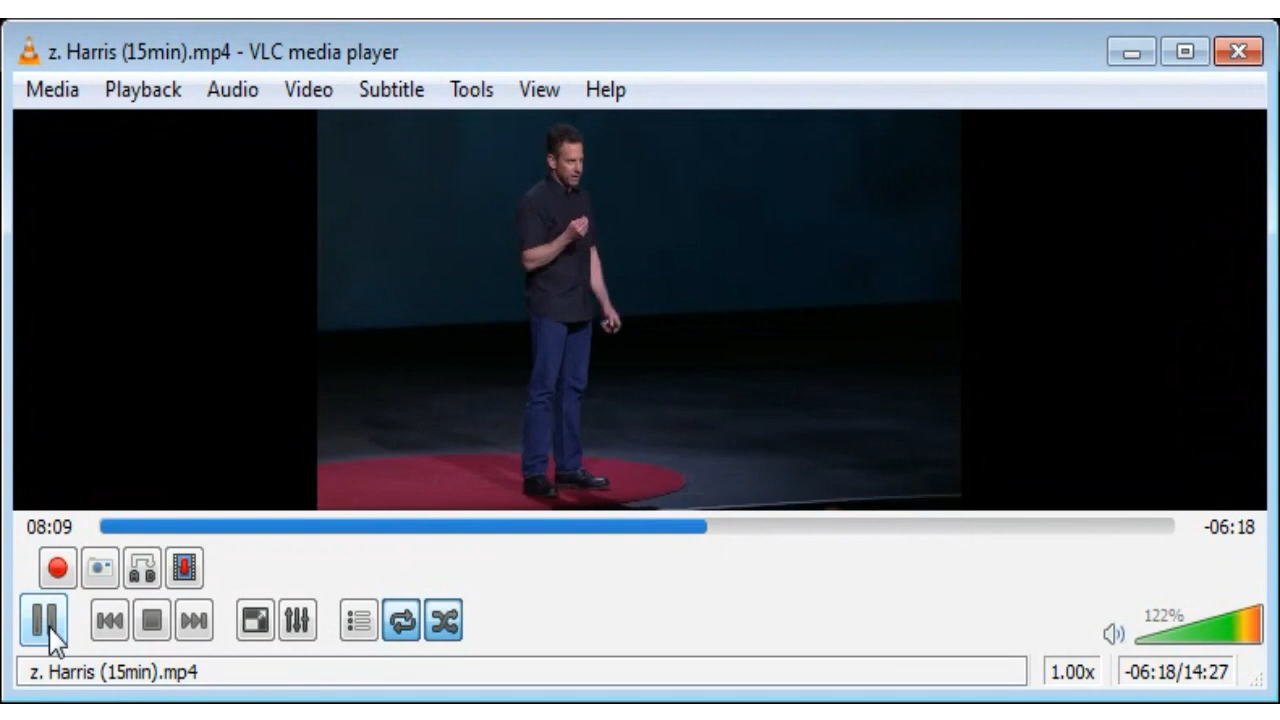 z. Harris (15min).mp4 - VLC media player
Media Playback Audio Video Subtitle Tools View Help
08:09 -06:18
A B
122%
z. Harris (15min).mp4 1.00x -06:18/14:27